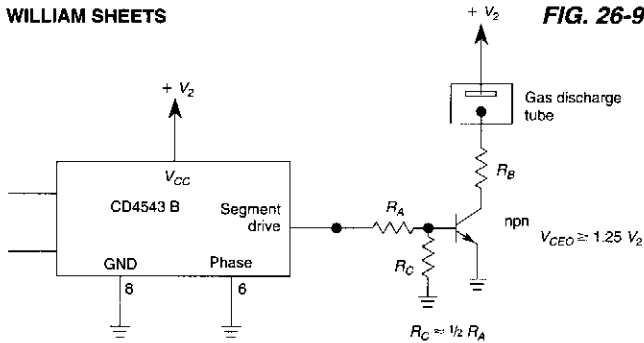 WILLIAM SHEETS
FIG. 26-9
+ V2
+ V2
Gas discharge
tube
RB
VCC
CD4543 B
Segment
drive
RA
npn
VCEO ≥ 1.25 V2
RC
GND
Phase
8
6
RC ≈ 1/2 RA